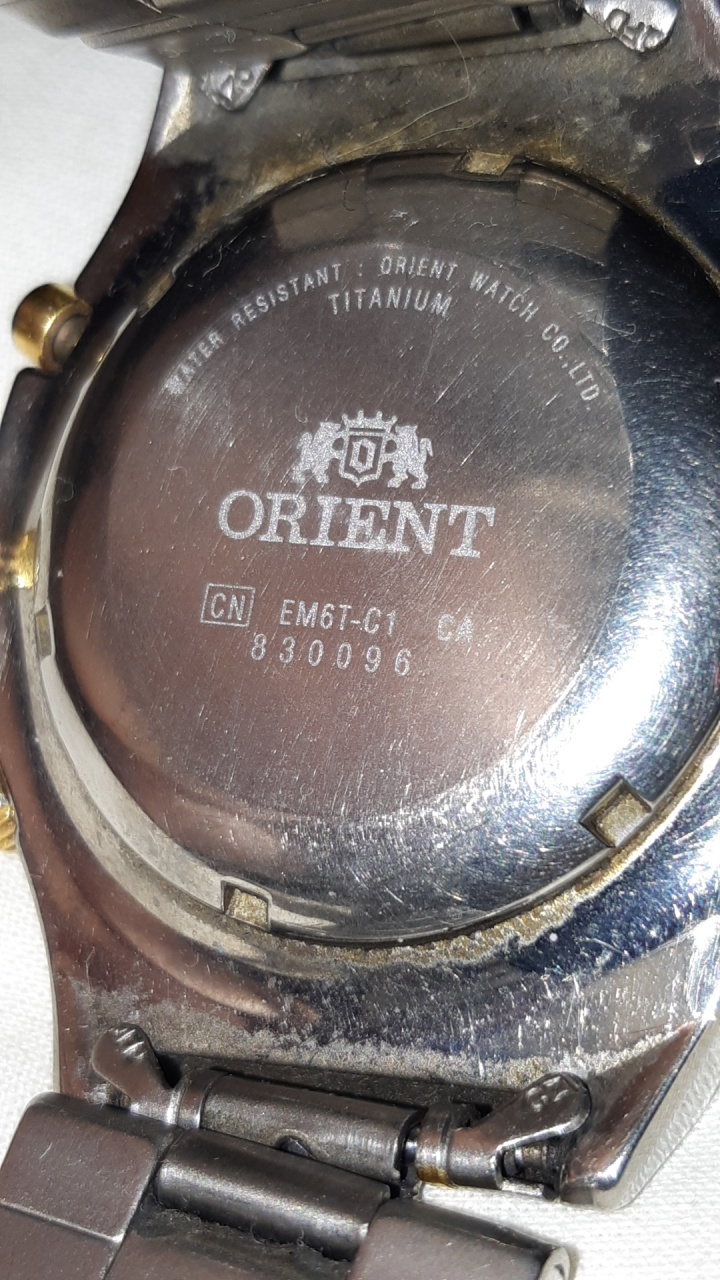 WATER RESISTANT : ORIENT WATCH CO.,LTD.
TITANIUM
ORIENT
CN EM6T-C1 CA
830096